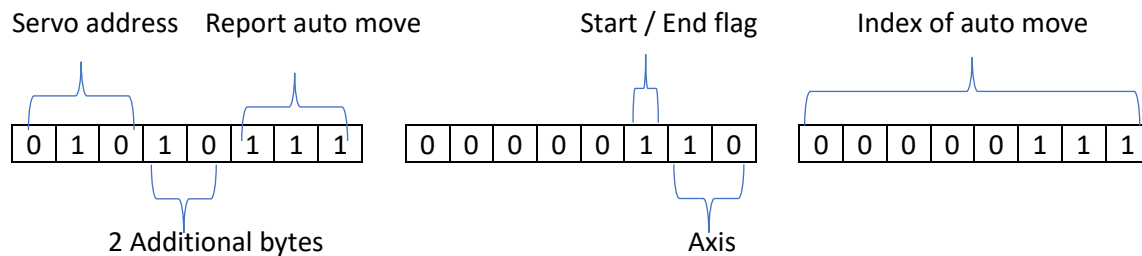 Servo address Report auto move Start / End flag Index of auto move
0 1 0 1 0 1 1 1 0 0 0 0 0 1 1 0 0 0 0 0 0 1 1 1
2 Additional bytes Axis